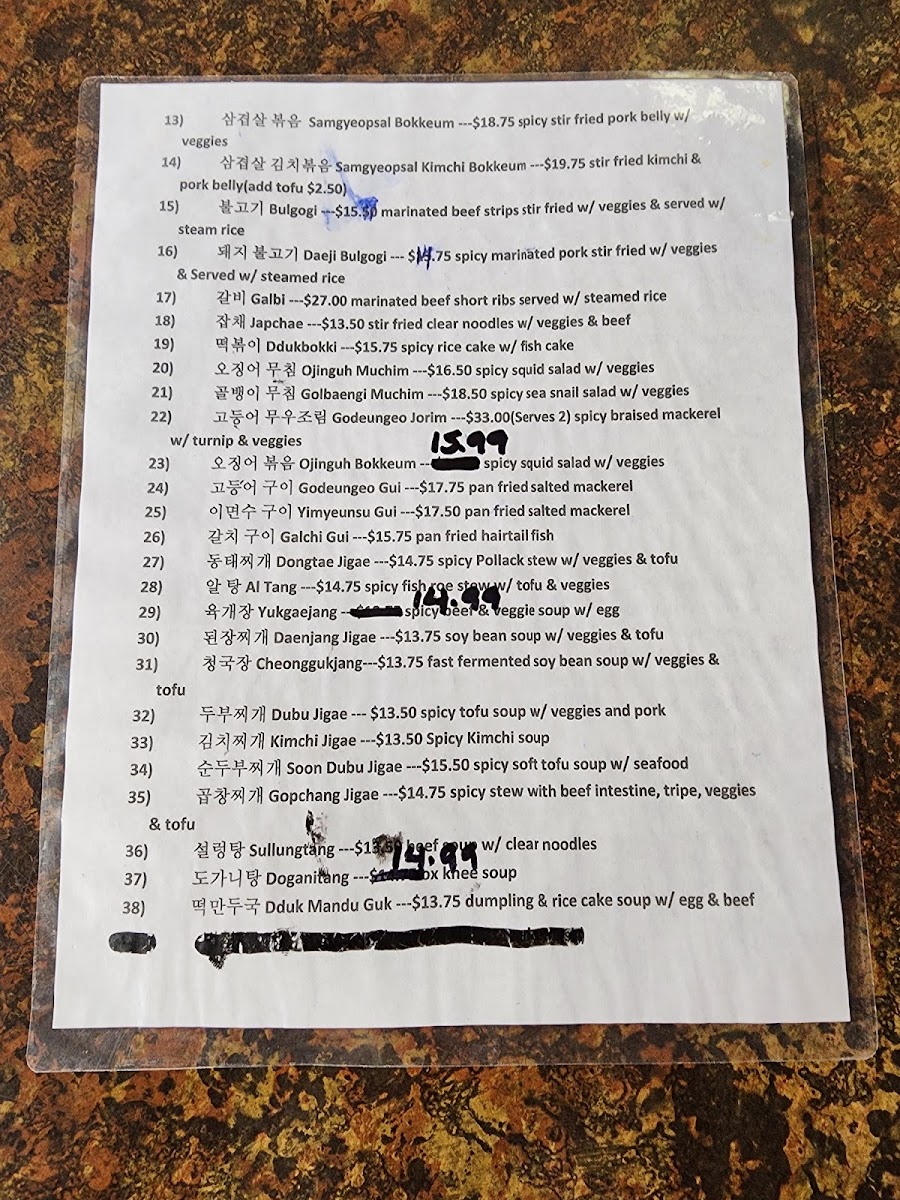 13) 삼겹살 볶음 Samgyeopsal Bokkeum ---$18.75 spicy stir fried pork belly w/
veggies
14) 삼겹살 김치볶음 Samgyeopsal Kimchi Bokkeum ---$19.75 stir fried kimchi &
pork belly(add tofu $2.50)
15) 불고기 Bulgogi ---$15.50 marinated beef strips stir fried w/ veggies & served w/
steam rice
16) 돼지 불고기 Daeji Bulgogi --- $14.75 spicy marinated pork stir fried w/ veggies
& Served w/ steamed rice
17) 갈비 Galbi ---$27.00 marinated beef short ribs served w/ steamed rice
18) 잡채 Japchae ---$13.50 stir fried clear noodles w/ veggies & beef
19) 떡볶이 Ddukbokki ---$15.75 spicy rice cake w/ fish cake
20) 오징어 무침 Ojinguh Muchim ---$16.50 spicy squid salad w/ veggies
21) 골뱅이 무침 Golbaengi Muchim ---$18.50 spicy sea snail salad w/ veggies
22) 고등어 무우조림 Godeungeo Jorim ---$33.00(Serves 2) spicy braised mackerel
w/ turnip & veggies
23) 오징어 볶음 Ojinguh Bokkeum --- 15.99 spicy squid salad w/ veggies
24) 고등어 구이 Godeungeo Gui ---$17.75 pan fried salted mackerel
25) 이면수 구이 Yimyeunsu Gui ---$17.50 pan fried salted mackerel
26) 갈치 구이 Galchi Gui ---$15.75 pan fried hairtail fish
27) 동태찌개 Dongtae Jigae ---$14.75 spicy Pollack stew w/ veggies & tofu
28) 알 탕 Al Tang ---$14.75 spicy fish roe stew w/ tofu & veggies
29) 육개장 Yukgaejang --- 14.99 spicy beef & veggie soup w/ egg
30) 된장찌개 Daenjang Jigae ---$13.75 soy bean soup w/ veggies & tofu
31) 청국장 Cheonggukjang---$13.75 fast fermented soy bean soup w/ veggies &
tofu
32) 두부찌개 Dubu Jigae --- $13.50 spicy tofu soup w/ veggies and pork
33) 김치찌개 Kimchi Jigae ---$13.50 Spicy Kimchi soup
34) 순두부찌개 Soon Dubu Jigae ---$15.50 spicy soft tofu soup w/ seafood
35) 곱창찌개 Gopchang Jigae ---$14.75 spicy stew with beef intestine, tripe, veggies
& tofu
36) 설렁탕 Sullungtang ---$13.50 beef soup w/ clear noodles
37) 도가니탕 Doganitang --- 14.99 ox knee soup
38) 떡만두국 Dduk Mandu Guk ---$13.75 dumpling & rice cake soup w/ egg & beef